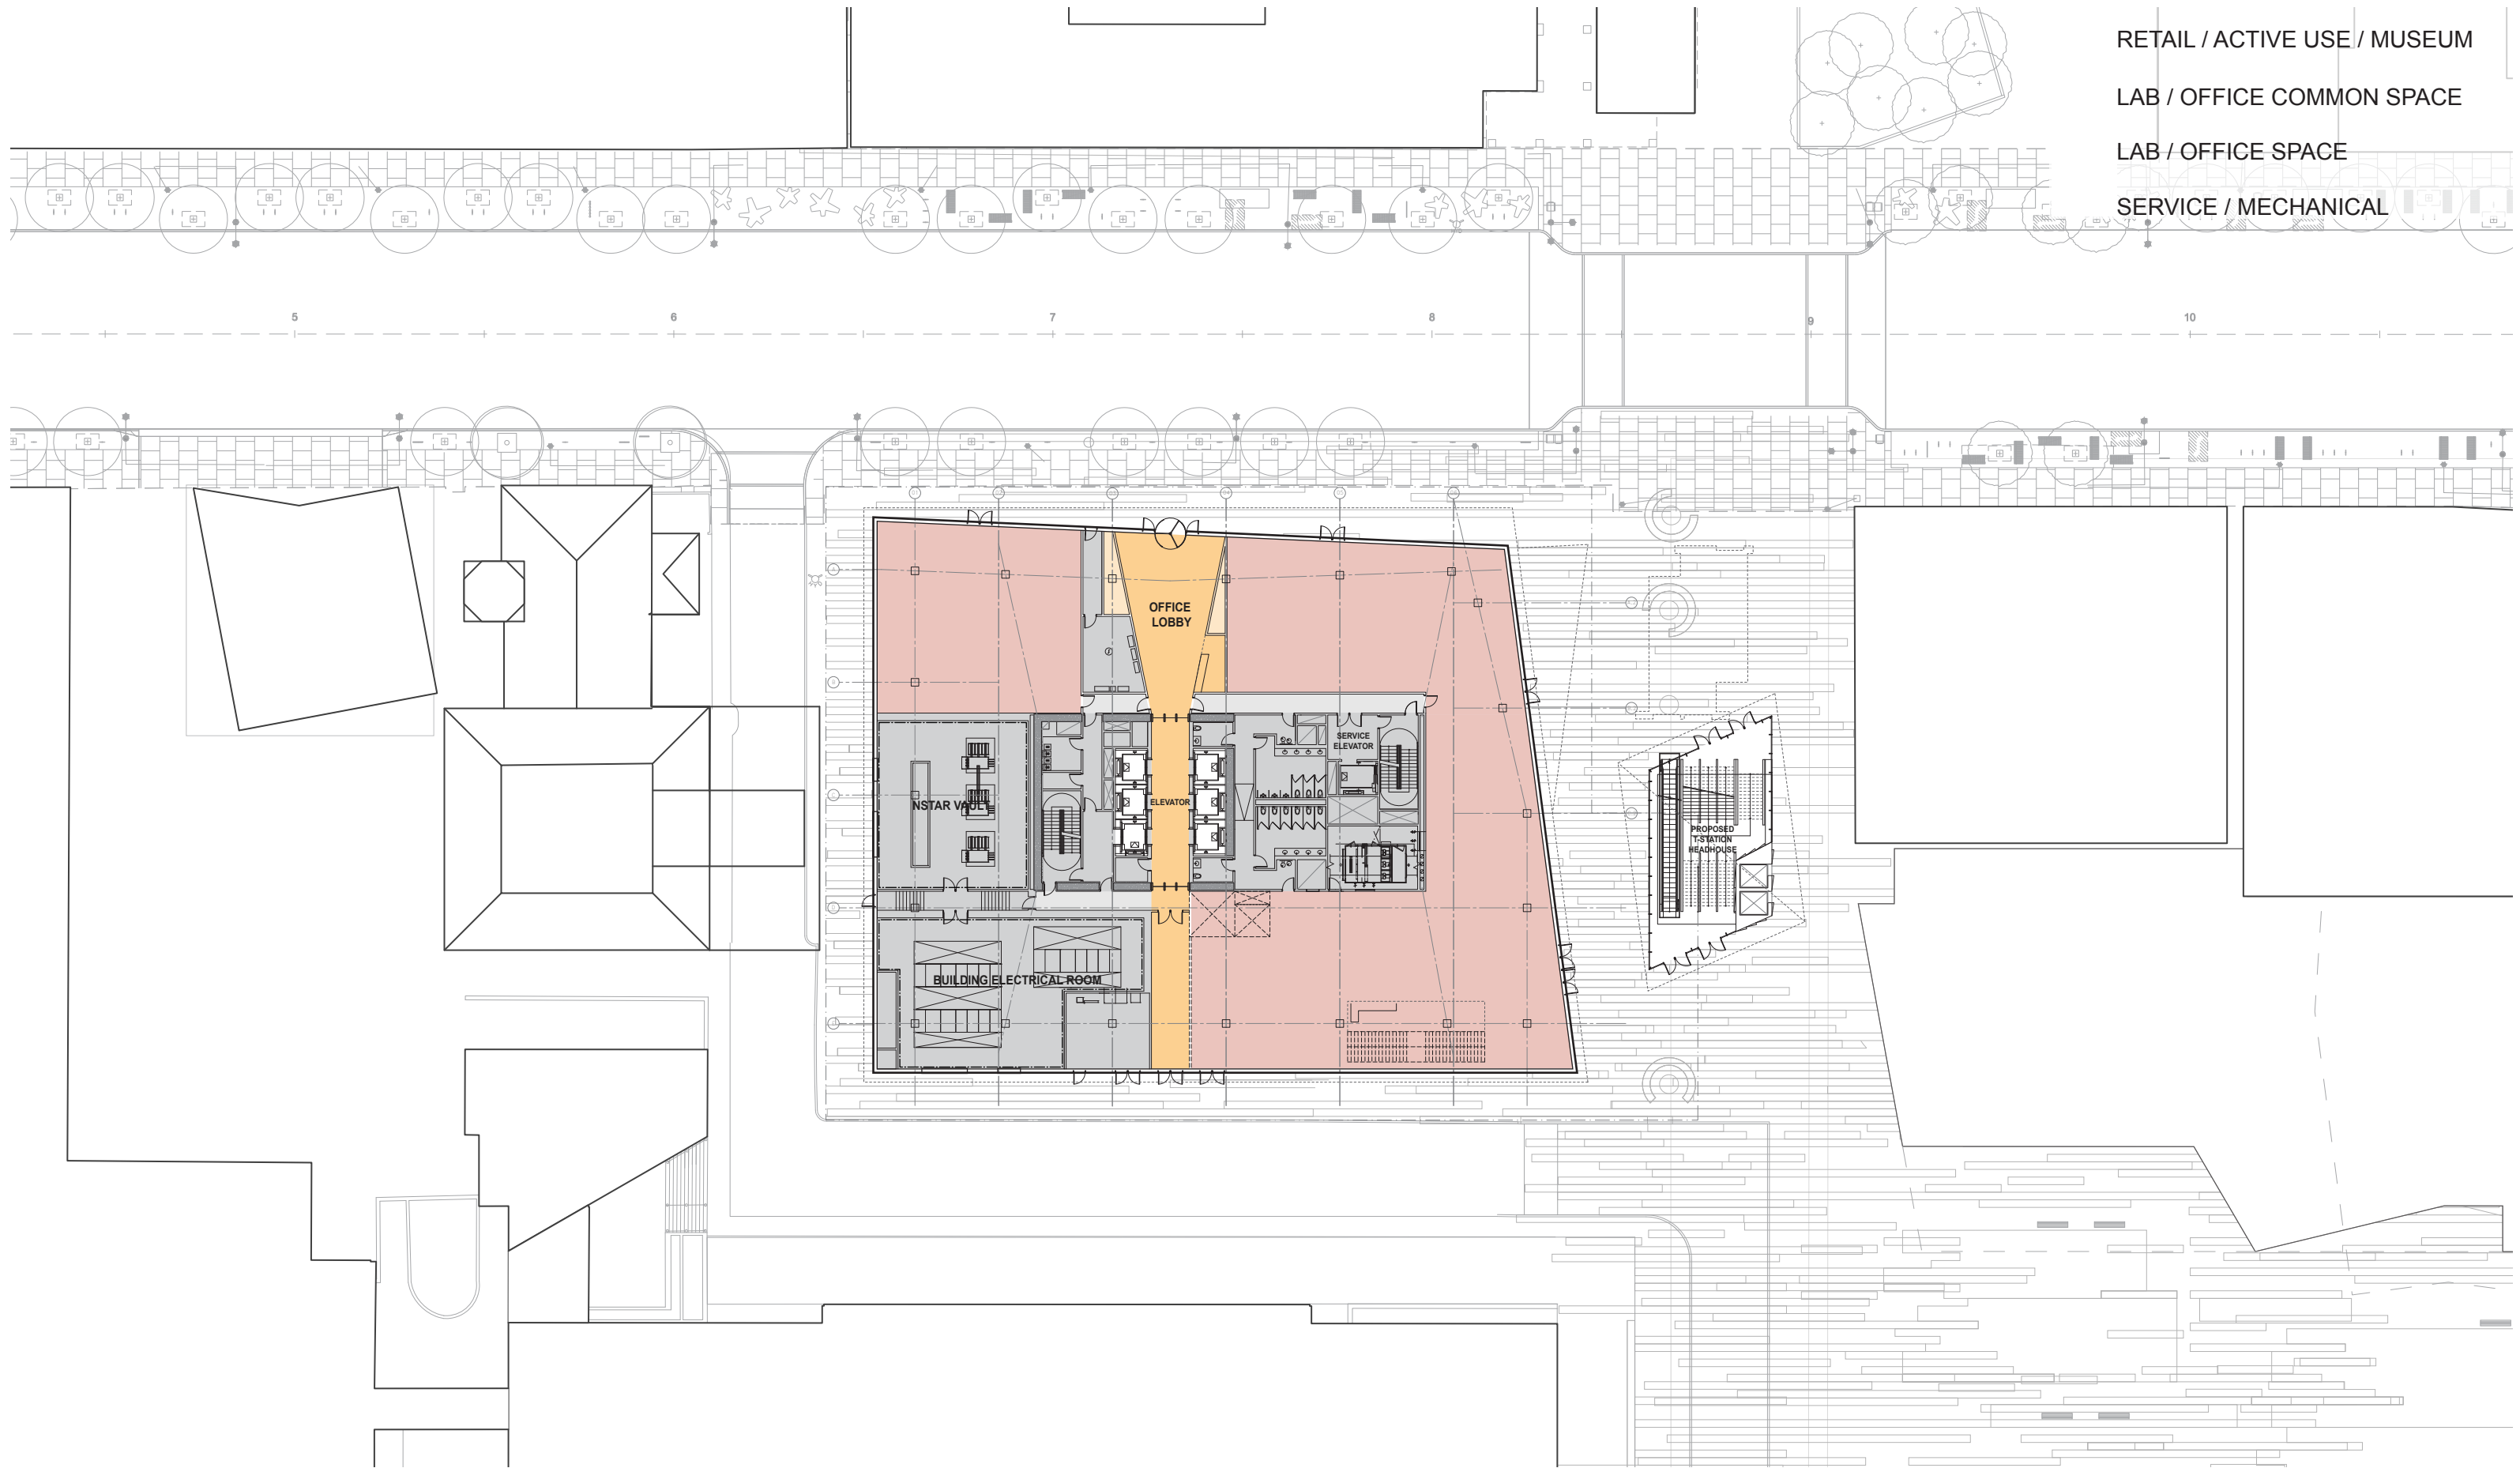 RETAIL / ACTIVE USE / MUSEUM
LAB / OFFICE COMMON SPACE
LAB / OFFICE SPACE
SERVICE / MECHANICAL
5
6
7
8
9
10
OFFICE
LOBBY
SERVICE
ELEVATOR
NSTAR VAULT
ELEVATOR
PROPOSED
T-STATION
HEADHOUSE
BUILDING ELECTRICAL ROOM